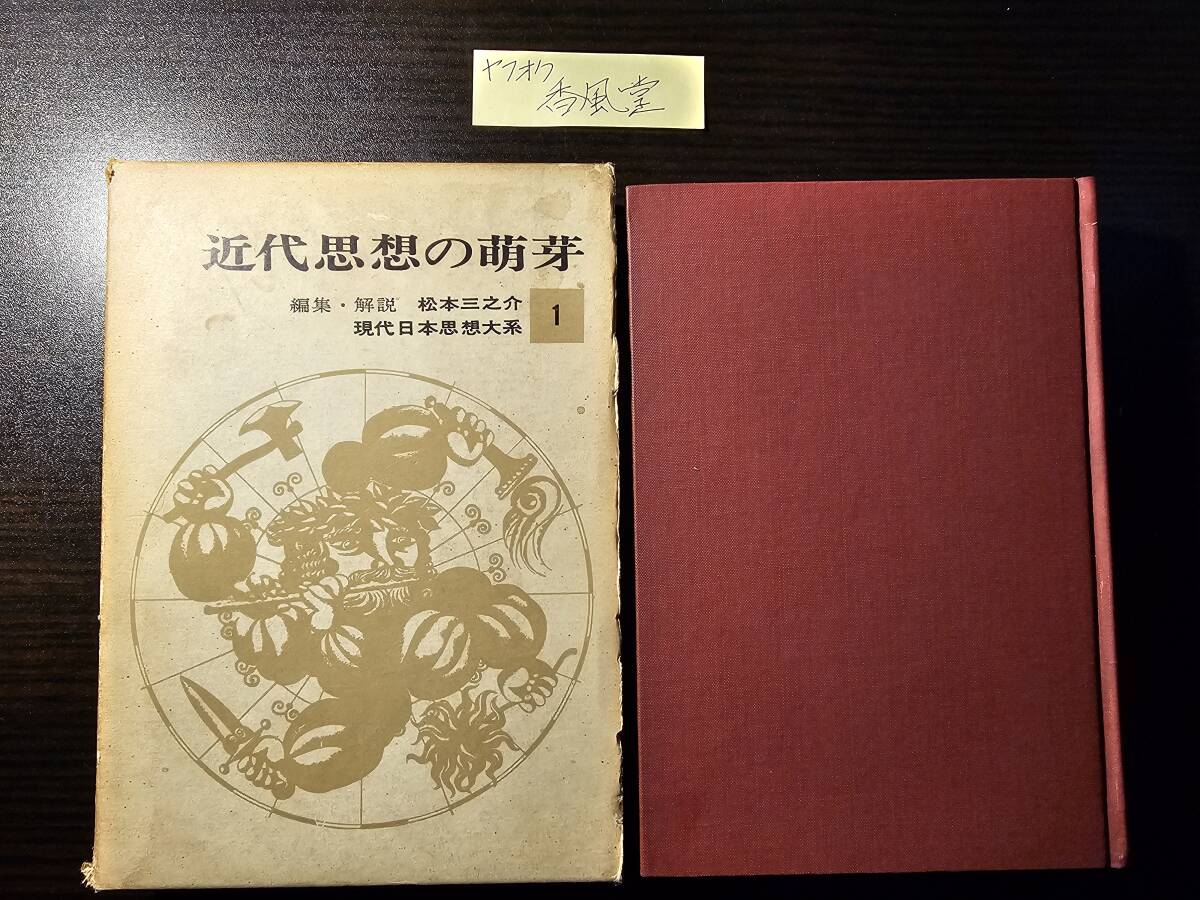 ヤフオク
香風堂
近代思想の萌芽
編集・解説 松本三之介
現代日本思想大系 1